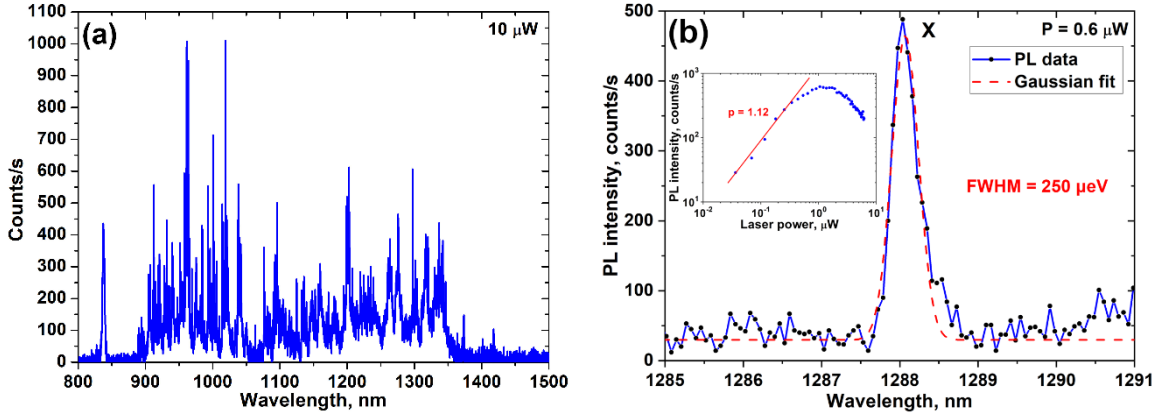 (a)
10 µW
Counts/s
1100
1000
900
800
700
600
500
400
300
200
100
0
800 900 1000 1100 1200 1300 1400 1500
Wavelength, nm
(b)
X
P = 0.6 µW
PL data
Gaussian fit
FWHM = 250 µeV
PL intensity, counts/s
500
400
300
200
100
0
1285 1286 1287 1288 1289 1290 1291
Wavelength, nm
PL intensity, counts/s
10³
10²
10¹
p = 1.12
10⁻² 10⁻¹ 10⁰ 10¹
Laser power, µW